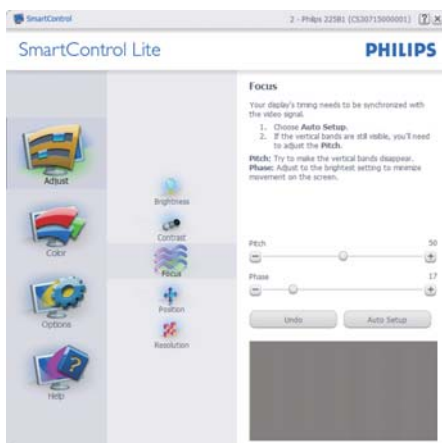 SmartControl
2 - Philips 225B1 (CS30715000001)
SmartControl Lite
PHILIPS
Adjust
Color
Options
Help
Brightness
Contrast
Focus
Position
Resolution
Focus
Your display's timing needs to be synchronized with
the video signal.
1. Choose Auto Setup.
2. If the vertical bands are still visible, you'll need
to adjust the Pitch.
Pitch: Try to make the vertical bands disappear.
Phase: Adjust to the brightest setting to minimize
movement on the screen.
Pitch 50
Phase 17
Undo Auto Setup